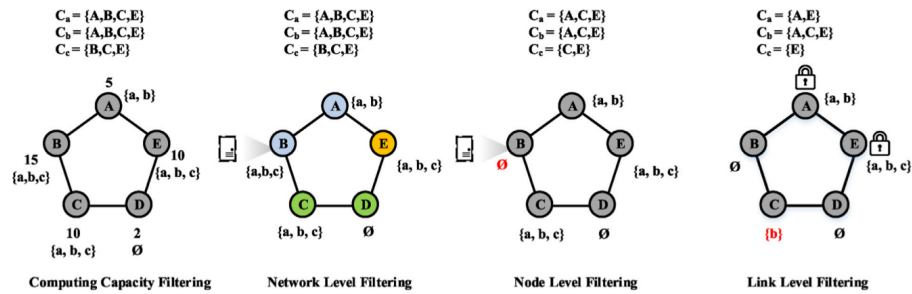 Cₐ = {A,B,C,E}
C_b = {A,B,C,E}
C_c = {B,C,E}
5
{a, b}
A
B
E
15
{a,b,c}
10
{a, b, c}
C
D
10
{a, b, c}
2
Ø
Computing Capacity Filtering
Cₐ = {A,B,C,E}
C_b = {A,B,C,E}
C_c = {B,C,E}
A
{a, b}
B
E
{a,b,c}
{a, b, c}
C
D
{a, b, c}
Ø
Network Level Filtering
Cₐ = {A,C,E}
C_b = {A,C,E}
C_c = {C,E}
A
{a, b}
B
E
Ø
{a, b, c}
C
D
{a, b, c}
Ø
Node Level Filtering
Cₐ = {A,E}
C_b = {A,C,E}
C_c = {E}
A
{a, b}
B
E
Ø
{a, b, c}
C
D
{b}
Ø
Link Level Filtering